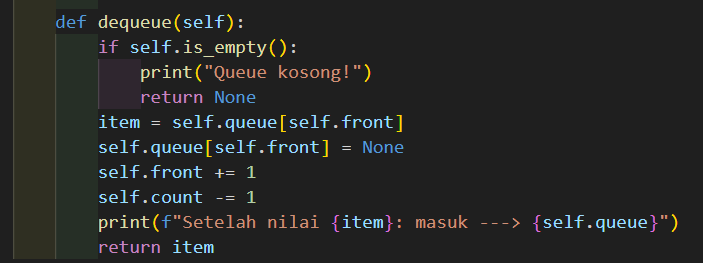 def dequeue(self):
if self.is_empty():
print("Queue kosong!")
return None
item = self.queue[self.front]
self.queue[self.front] = None
self.front += 1
self.count -= 1
print(f"Setelah nilai {item}: masuk ---> {self.queue}")
return item